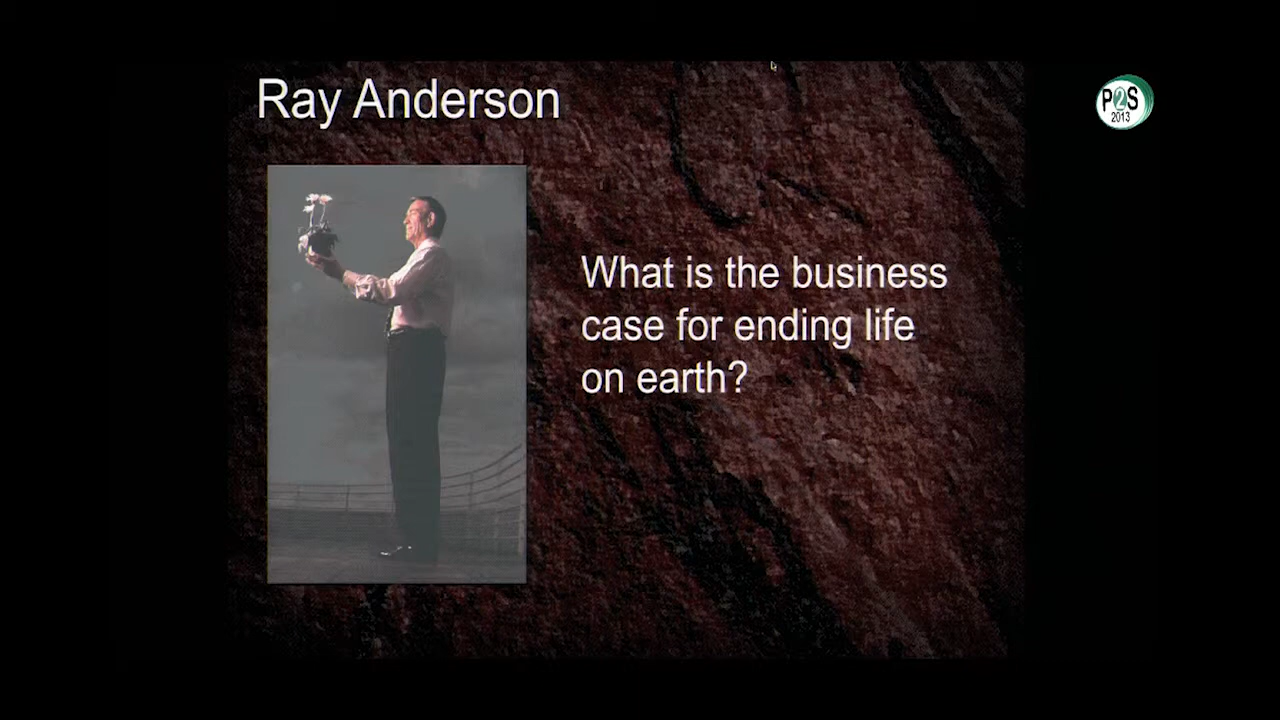 Ray Anderson
P2S
2013
What is the business
case for ending life
on earth?